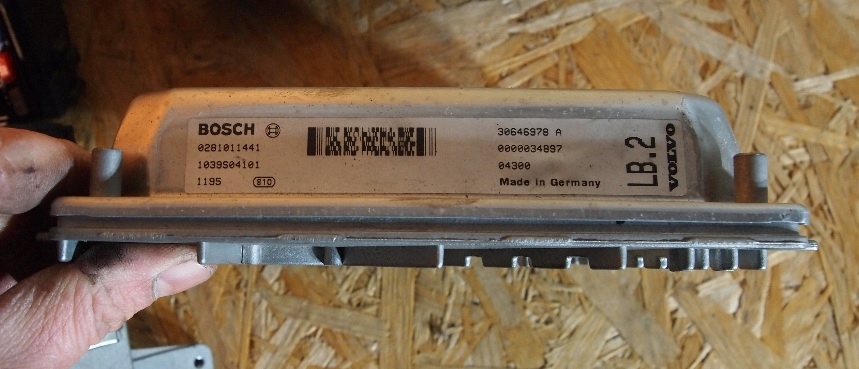 BOSCH
0281011441
1039S04101
1195 810
30646978 A
0000034897
04300
Made in Germany
LB.2
VOLVO